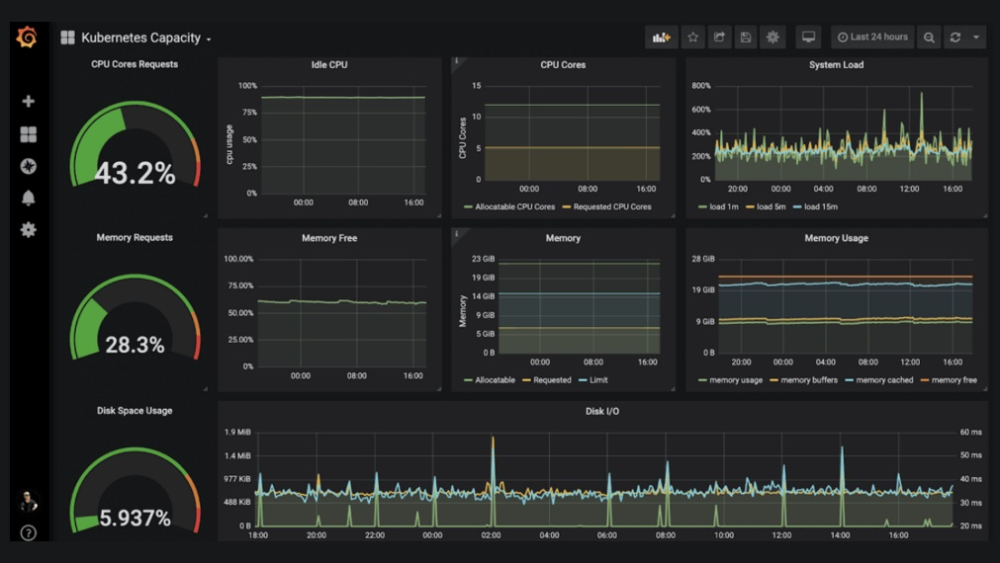 Kubernetes Capacity
Last 24 hours
CPU Cores Requests
43.2%
Idle CPU
cpu usage
100%
75%
50%
25%
0%
00:00 08:00 16:00
i
CPU Cores
CPU Cores
15
10
5
0
00:00 08:00 16:00
Allocatable CPU Cores Requested CPU Cores
System Load
800%
600%
400%
200%
0%
20:00 00:00 04:00 08:00 12:00 16:00
load 1m load 5m load 15m
Memory Requests
28.3%
Memory Free
100.00%
75.00%
50.00%
25.00%
0%
00:00 08:00 16:00
i
Memory
Memory
23 GiB
19 GiB
14 GiB
9 GiB
5 GiB
0 B
00:00 08:00 16:00
Allocatable Requested Limit
Memory Usage
28 GiB
19 GiB
9 GiB
0 B
20:00 00:00 04:00 08:00 12:00 16:00
memory usage memory buffers memory cached memory free
Disk Space Usage
5.937%
Disk I/O
1.9 MiB
1.4 MiB
977 KiB
488 KiB
0 B
60 ms
50 ms
40 ms
30 ms
20 ms
18:00 20:00 22:00 00:00 02:00 04:00 06:00 08:00 10:00 12:00 14:00 16:00
?